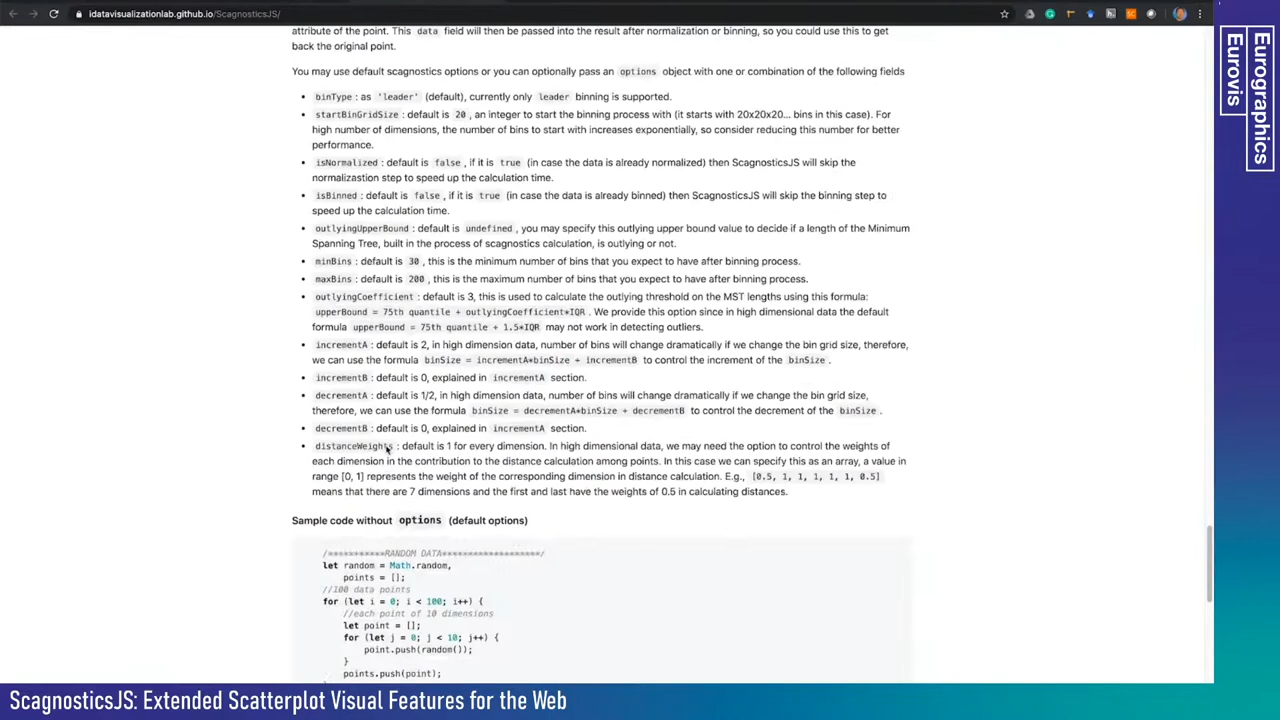 idatavisualizationlab.github.io/ScagnosticsJS/
attribute of the point. This data field will then be passed into the result after normalization or binning, so you could use this to get
back the original point.
You may use default scagnostics options or you can optionally pass an options object with one or combination of the following fields
• binType : as 'leader' (default), currently only leader binning is supported.
• startBinGridSize : default is 20 , an integer to start the binning process with (it starts with 20x20x20... bins in this case). For
high number of dimensions, the number of bins to start with increases exponentially, so consider reducing this number for better
performance.
• isNormalized : default is false , if it is true (in case the data is already normalized) then ScagnosticsJS will skip the
normalizastion step to speed up the calculation time.
• isBinned : default is false , if it is true (in case the data is already binned) then ScagnosticsJS will skip the binning step to
speed up the calculation time.
• outlyingUpperBound : default is undefined , you may specify this outlying upper bound value to decide if a length of the Minimum
Spanning Tree, built in the process of scagnostics calculation, is outlying or not.
• minBins : default is 30 , this is the minimum number of bins that you expect to have after binning process.
• maxBins : default is 200 , this is the maximum number of bins that you expect to have after binning process.
• outlyingCoefficient : default is 3, this is used to calculate the outlying threshold on the MST lengths using this formula:
upperBound = 75th quantile + outlyingCoefficient*IQR . We provide this option since in high dimensional data the default
formula upperBound = 75th quantile + 1.5*IQR may not work in detecting outliers.
• incrementA : default is 2, in high dimension data, number of bins will change dramatically if we change the bin grid size, therefore,
we can use the formula binSize = incrementA*binSize + incrementB to control the increment of the binSize .
• incrementB : default is 0, explained in incrementA section.
• decrementA : default is 1/2, in high dimension data, number of bins will change dramatically if we change the bin grid size,
therefore, we can use the formula binSize = decrementA*binSize + decrementB to control the decrement of the binSize .
• decrementB : default is 0, explained in incrementA section.
• distanceWeights : default is 1 for every dimension. In high dimensional data, we may need the option to control the weights of
each dimension in the contribution to the distance calculation among points. In this case we can specify this as an array, a value in
range [0, 1] represents the weight of the corresponding dimension in distance calculation. E.g., [0.5, 1, 1, 1, 1, 1, 0.5]
means that there are 7 dimensions and the first and last have the weights of 0.5 in calculating distances.
Sample code without options (default options)
/***********RANDOM DATA*******************/
let random = Math.random,
points = [];
//100 data points
for (let i = 0; i < 100; i++) {
//each point of 10 dimensions
let point = [];
for (let j = 0; j < 10; j++) {
point.push(random());
}
points.push(point);
Eurovis
Eurographics
ScagnosticsJS: Extended Scatterplot Visual Features for the Web